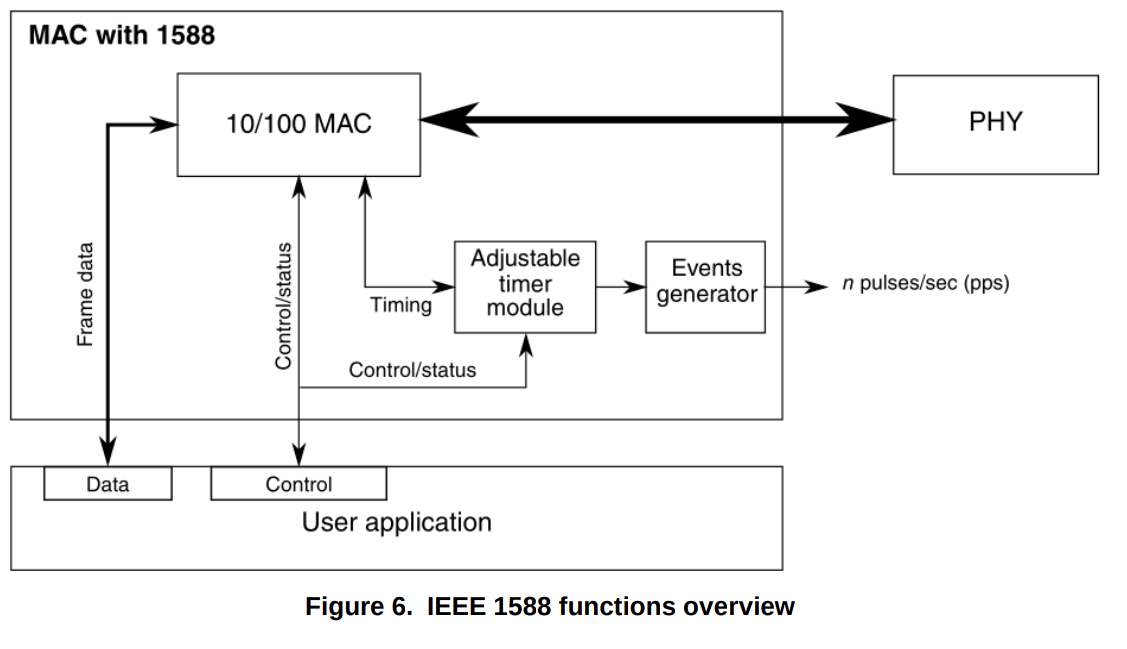 MAC with 1588
10/100 MAC
PHY
Frame data
Control/status
Timing
Adjustable
timer
module
Events
generator
n pulses/sec (pps)
Control/status
Data
Control
User application
Figure 6. IEEE 1588 functions overview